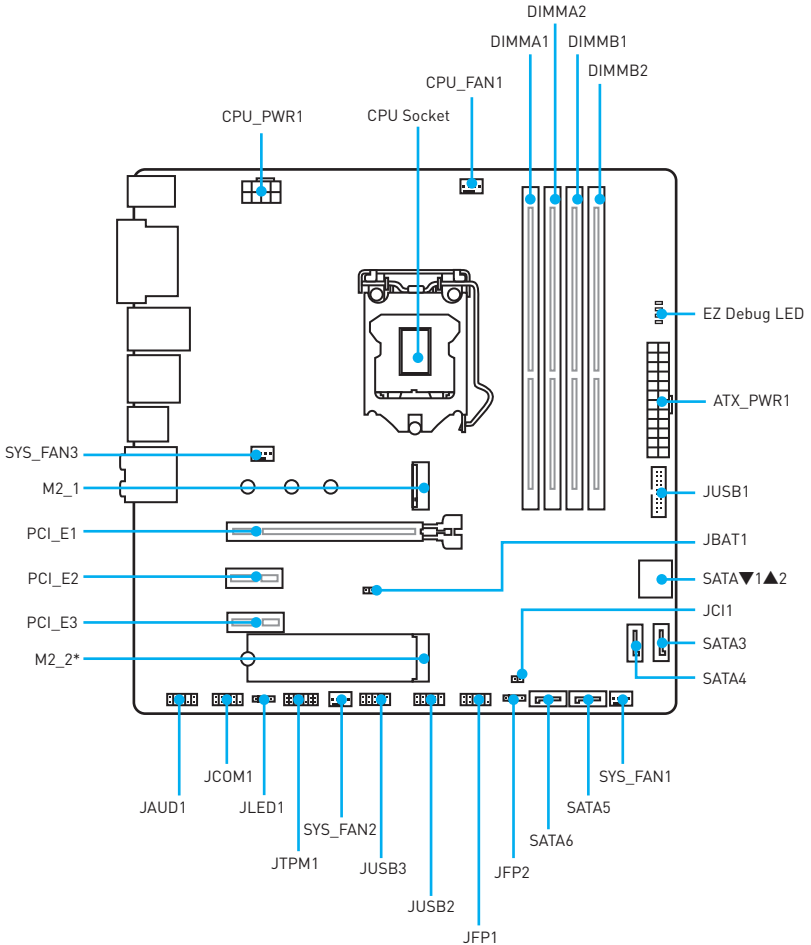 DIMMA2
DIMMA1
DIMMB1
DIMMB2
CPU_FAN1
CPU_PWR1
CPU Socket
EZ Debug LED
ATX_PWR1
SYS_FAN3
M2_1
JUSB1
PCI_E1
JBAT1
PCI_E2
SATA▼1▲2
JCI1
PCI_E3
SATA3
M2_2*
SATA4
JCOM1
SYS_FAN1
JAUD1
JLED1
SATA5
SYS_FAN2
SATA6
JTPM1
JUSB3
JFP2
JUSB2
JFP1